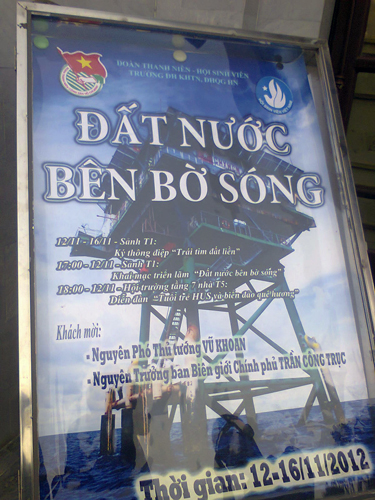 ĐOÀN THANH NIÊN - HỘI SINH VIÊN
TRƯỜNG ĐH KHTN, ĐHQG HN
ĐẤT NƯỚC
BÊN BỜ SÓNG
12/11 - 16/11 - Sảnh T1:
Ký thông điệp "Trái tim đất liền"
17:00 - 12/11 - Sảnh T1:
Khai mạc triển lãm "Đất nước bên bờ sóng"
18:00 - 12/11 - Hội trường tầng 7 nhà T5:
Diễn đàn "Tuổi trẻ HUS và biển đảo quê hương"
Khách mời:
- Nguyên Phó Thủ tướng VŨ KHOAN
- Nguyên Trưởng ban Biên giới Chính phủ TRẦN CÔNG TRỤC
Thời gian: 12-16/11/2012